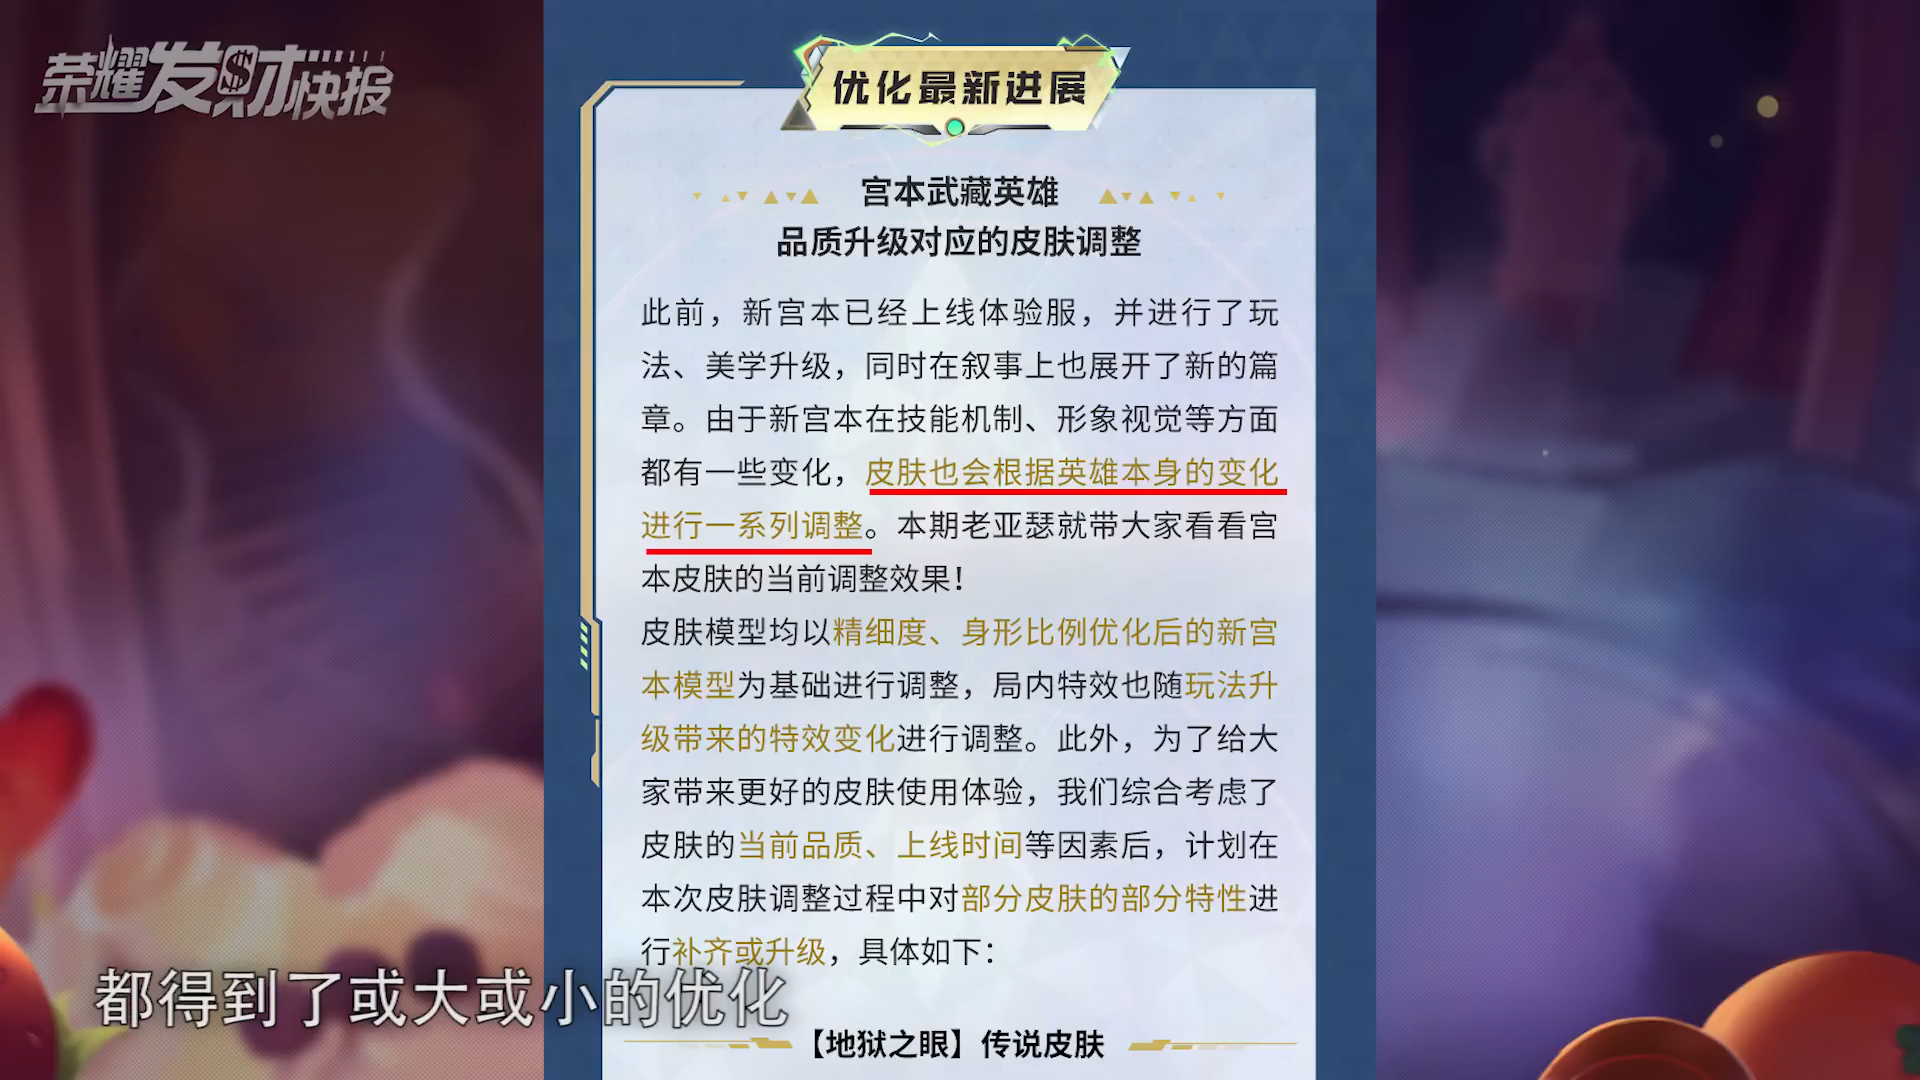 荣耀发财快报
优化最新进展
宫本武藏英雄
品质升级对应的皮肤调整
此前，新宫本已经上线体验服，并进行了玩
法、美学升级，同时在叙事上也展开了新的篇
章。由于新宫本在技能机制、形象视觉等方面
都有一些变化，皮肤也会根据英雄本身的变化
进行一系列调整。本期老亚瑟就带大家看看宫
本皮肤的当前调整效果！
皮肤模型均以精细度、身形比例优化后的新宫
本模型为基础进行调整，局内特效也随玩法升
级带来的特效变化进行调整。此外，为了给大
家带来更好的皮肤使用体验，我们综合考虑了
皮肤的当前品质、上线时间等因素后，计划在
本次皮肤调整过程中对部分皮肤的部分特性进
行补齐或升级，具体如下：
都得到了或大或小的优化
【地狱之眼】传说皮肤